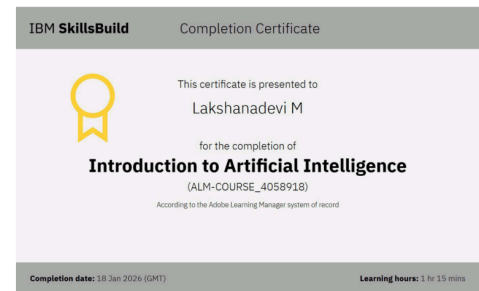 IBM SkillsBuild
Completion Certificate
This certificate is presented to
Lakshanadevi M
for the completion of
Introduction to Artificial Intelligence
(ALM-COURSE_4058918)
According to the Adobe Learning Manager system of record
Completion date: 18 Jan 2026 (GMT)
Learning hours: 1 hr 15 mins